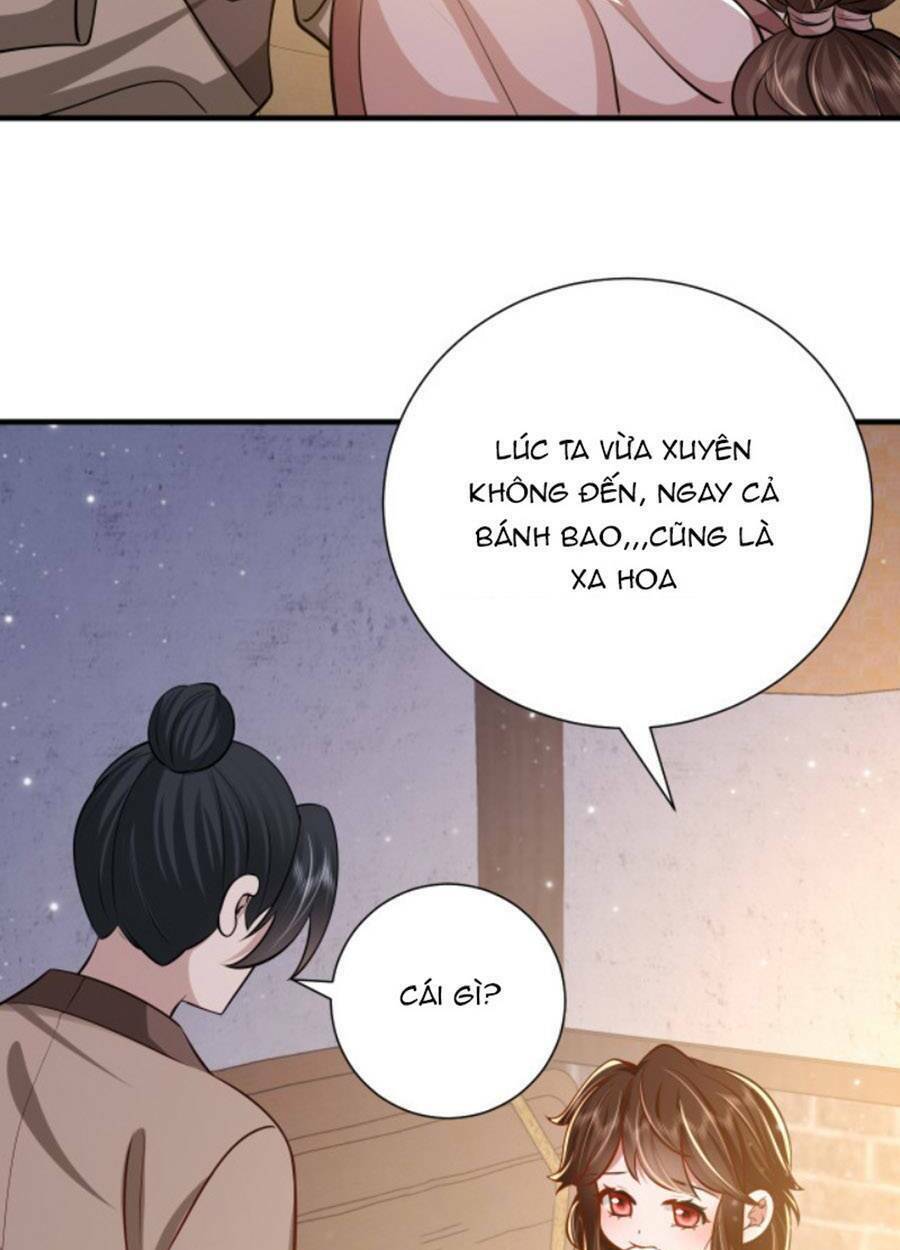 LÚC TA VỪA XUYÊN
KHÔNG ĐẾN, NGAY CẢ
BÁNH BAO,,,CŨNG LÀ
XA HOA
CÁI GÌ?